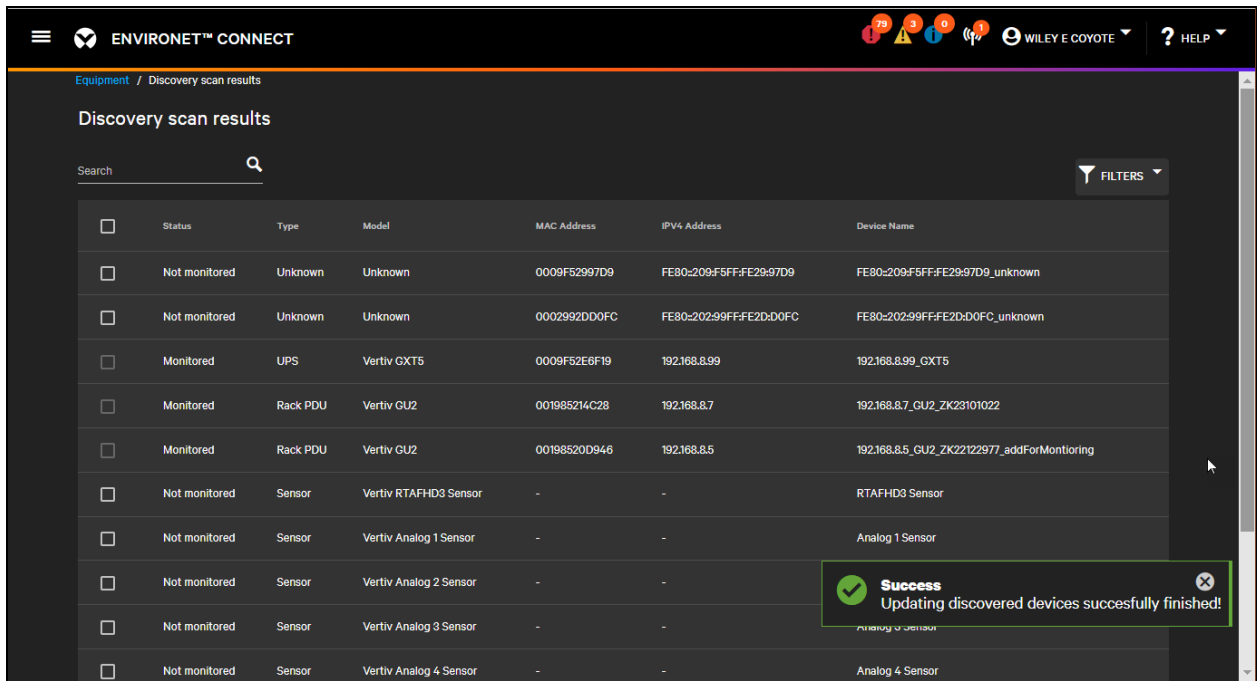 79 3 0 1
ENVIRONET™ CONNECT WILEY E COYOTE ? HELP
Equipment / Discovery scan results
Discovery scan results
Search
FILTERS
Status Type Model MAC Address IPV4 Address Device Name
Not monitored Unknown Unknown 0009F52997D9 FE80::209:F5FF:FE29:97D9 FE80::209:F5FF:FE29:97D9_unknown
Not monitored Unknown Unknown 0002992DD0FC FE80::202:99FF:FE2D:D0FC FE80::202:99FF:FE2D:D0FC_unknown
Monitored UPS Vertiv GXT5 0009F52E6F19 192.168.8.99 192.168.8.99_GXT5
Monitored Rack PDU Vertiv GU2 001985214C28 192.168.8.7 192.168.8.7_GU2_ZK23101022
Monitored Rack PDU Vertiv GU2 00198520D946 192.168.8.5 192.168.8.5_GU2_ZK22122977_addForMontioring
Not monitored Sensor Vertiv RTAFHD3 Sensor - - RTAFHD3 Sensor
Not monitored Sensor Vertiv Analog 1 Sensor - - Analog 1 Sensor
Not monitored Sensor Vertiv Analog 2 Sensor - -
Success
Updating discovered devices succesfully finished!
Not monitored Sensor Vertiv Analog 3 Sensor - - Analog 3 Sensor
Not monitored Sensor Vertiv Analog 4 Sensor - - Analog 4 Sensor